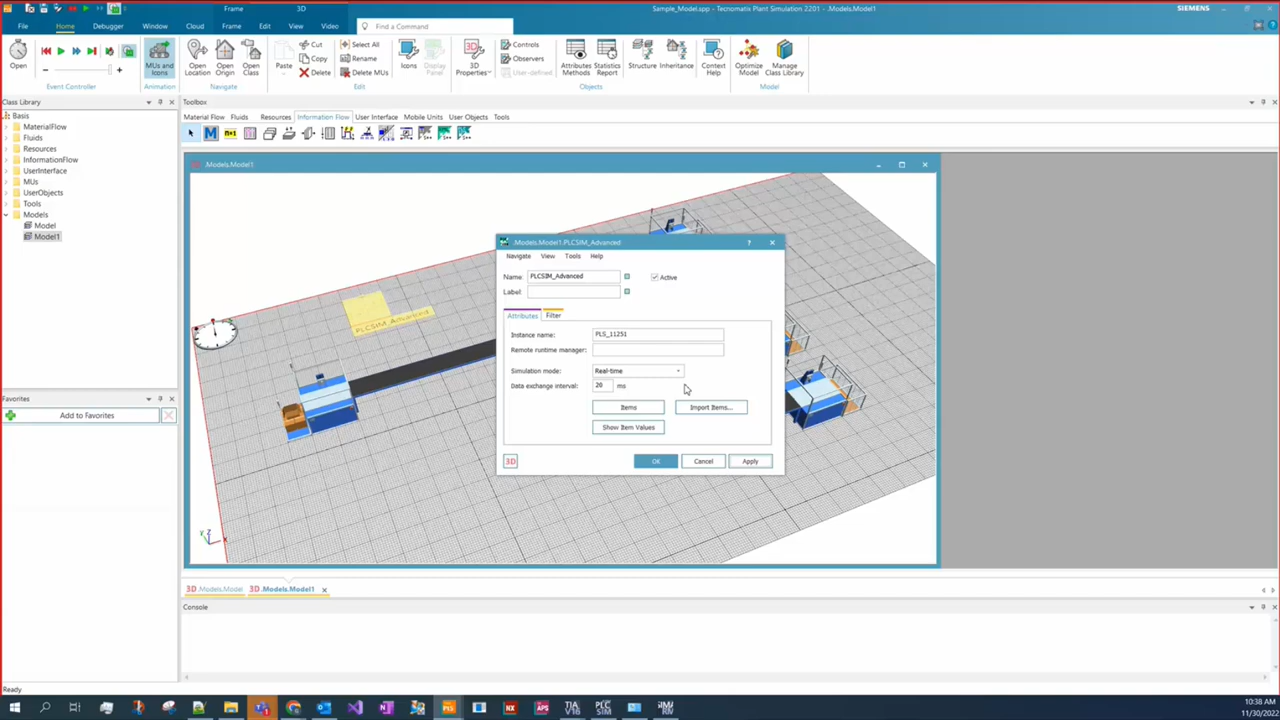 Frame 3D Sample_Model.spp - Tecnomatix Plant Simulation 2201 - .Models.Model1 SIEMENS
File Home Debugger Window Cloud Frame Edit View Video Find a Command
Cut Select All Controls
Copy Rename Observers
Delete Delete MUs User-defined
Open MUs and Icons Open Location Open Origin Open Class Paste Icons Display Panel 3D Properties Attributes Methods Statistics Report Structure Inheritance Context Help Optimize Model Manage Class Library
Event Controller Animation Navigate Edit Objects Model
Class Library
Toolbox
Basis
MaterialFlow
Fluids
Resources
InformationFlow
UserInterface
MUs
UserObjects
Tools
Models
Model
Model1
Material Flow Fluids Resources Information Flow User Interface Mobile Units User Objects Tools
M n=1
.Models.Model1
PLCSIM_Advanced
.Models.Model1.PLCSIM_Advanced
Navigate View Tools Help
Name: PLCSIM_Advanced Active
Label:
Attributes Filter
Instance name: PLS_11251
Remote runtime manager:
Simulation mode: Real-time
Data exchange interval: 20 ms
Items Import Items...
Show Item Values
3D OK Cancel Apply
Favorites
Add to Favorites
3D .Models.Model 3D .Models.Model1
Console
Ready
10:38 AM
11/30/2022